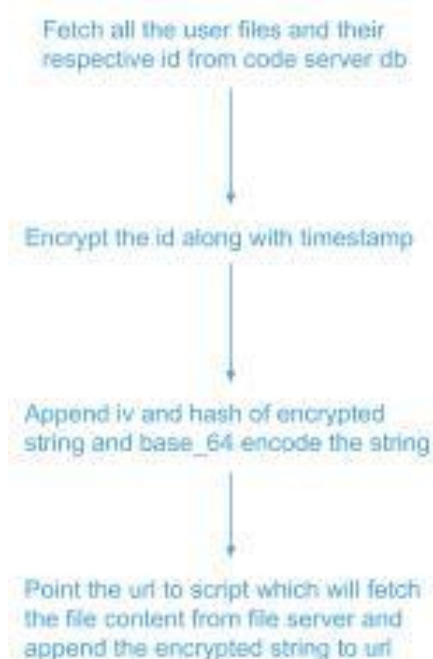 Fetch all the user files and their
respective id from code server db
Encrypt the id along with timestamp
Append iv and hash of encrypted
string and base_64 encode the string
Point the url to script which will fetch
the file content from file server and
append the encrypted string to url